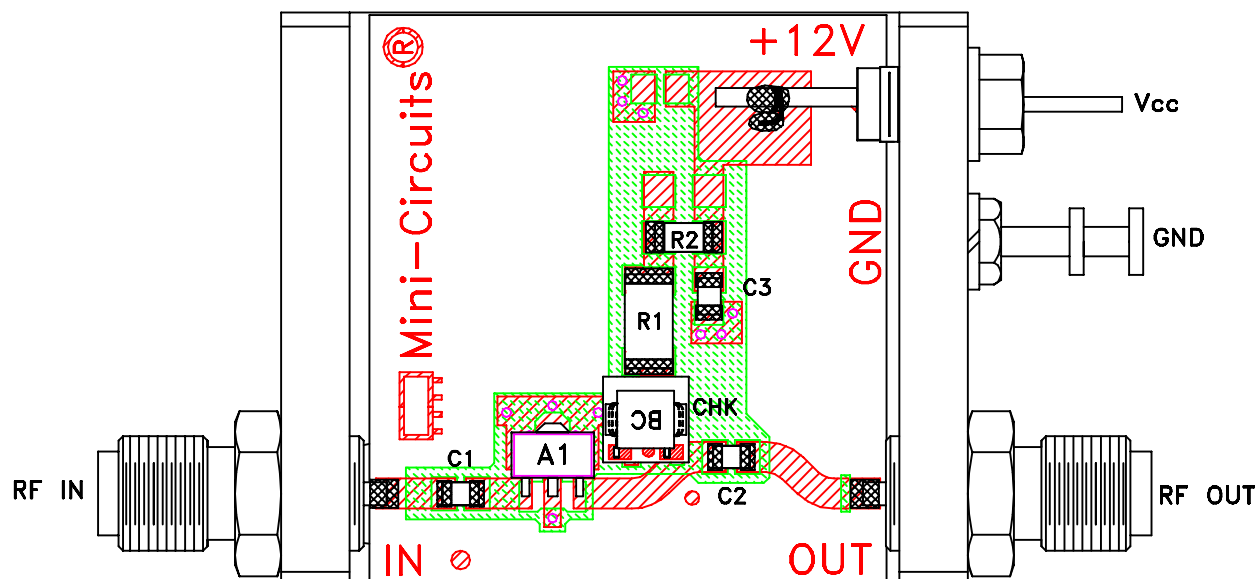 +12V
Mini-Circuits®
Vcc
R2
GND
GND
C3
R1
CHK
BC
A1
C1
RF IN
C2
RF OUT
IN
OUT